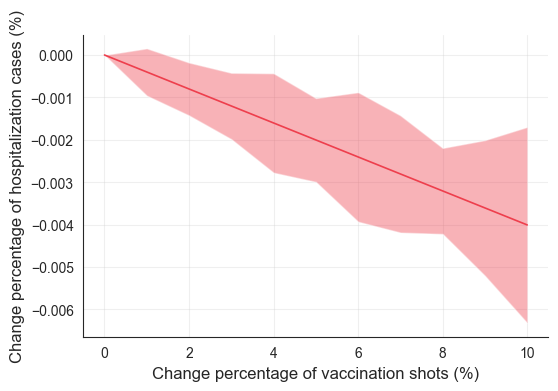 Change percentage of hospitalization cases (%)
0.000
−0.001
−0.002
−0.003
−0.004
−0.005
−0.006
0 2 4 6 8 10
Change percentage of vaccination shots (%)